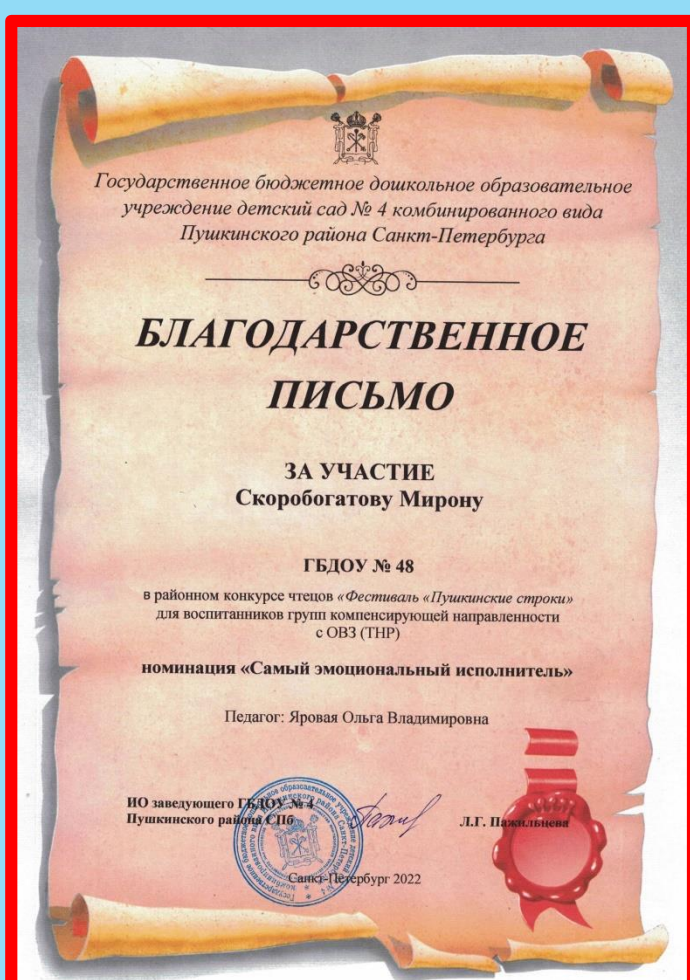 Государственное бюджетное дошкольное образовательное
учреждение детский сад № 4 комбинированного вида
Пушкинского района Санкт-Петербурга
БЛАГОДАРСТВЕННОЕ
ПИСЬМО
ЗА УЧАСТИЕ
Скоробогатову Мирону
ГБДОУ № 48
в районном конкурсе чтецов «Фестиваль «Пушкинские строки»
для воспитанников групп компенсирующей направленности
с ОВЗ (ТНР)
номинация «Самый эмоциональный исполнитель»
Педагог: Яровая Ольга Владимировна
ИО заведующего ГБДОУ № 4
Пушкинского района СПб
Л.Г. Пажильцева
Санкт-Петербург 2022